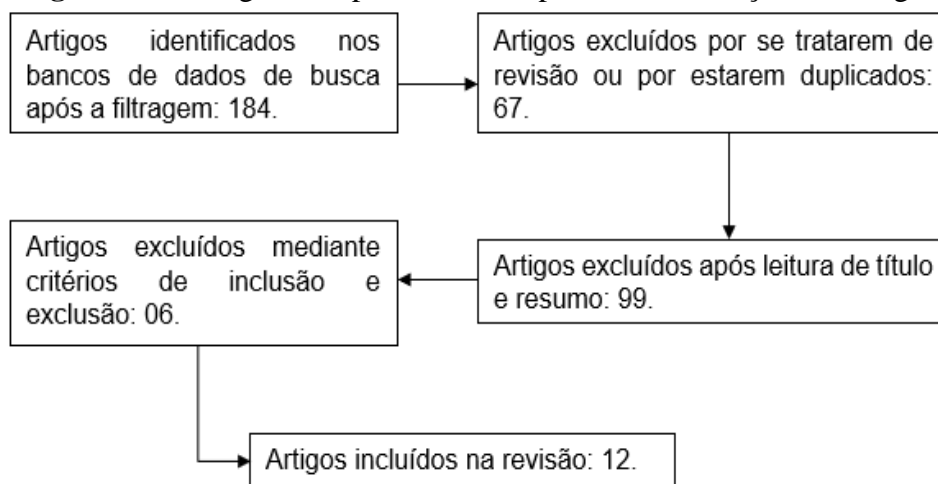 Artigos identificados nos
bancos de dados de busca
após a filtragem: 184.
Artigos excluídos por se tratarem de
revisão ou por estarem duplicados:
67.
Artigos excluídos após leitura de título
e resumo: 99.
Artigos excluídos mediante
critérios de inclusão e
exclusão: 06.
Artigos incluídos na revisão: 12.